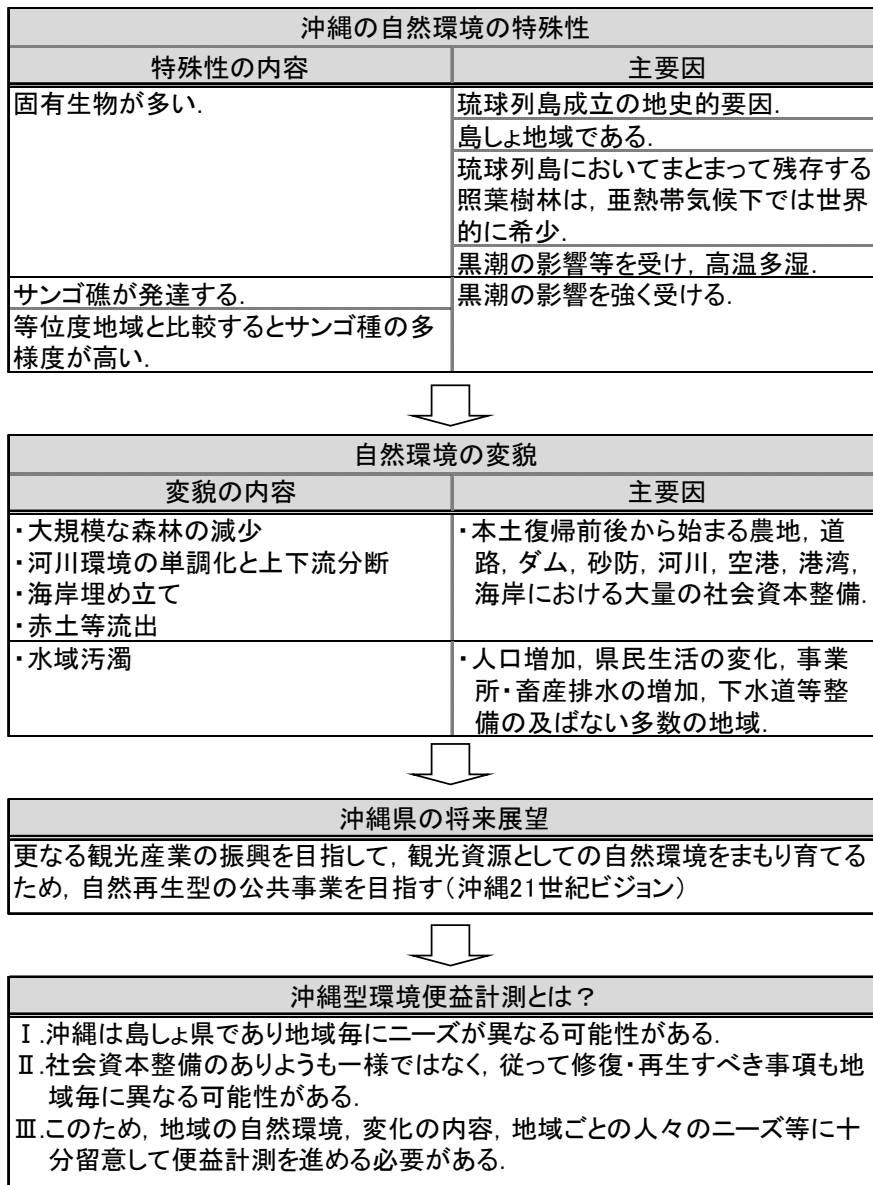 沖縄の自然環境の特殊性
特殊性の内容
主要因
固有生物が多い.
琉球列島成立の地史的要因.
島しょ地域である.
琉球列島においてまとまって残存する
照葉樹林は, 亜熱帯気候下では世界
的に希少.
黒潮の影響等を受け, 高温多湿.
サンゴ礁が発達する.
等位度地域と比較するとサンゴ種の多
様度が高い.
黒潮の影響を強く受ける.
自然環境の変貌
変貌の内容
主要因
・大規模な森林の減少
・河川環境の単調化と上下流分断
・海岸埋め立て
・赤土等流出
・本土復帰前後から始まる農地, 道
路, ダム, 砂防, 河川, 空港, 港湾,
海岸における大量の社会資本整備.
・水域汚濁
・人口増加, 県民生活の変化, 事業
所・畜産排水の増加, 下水道等整
備の及ばない多数の地域.
沖縄県の将来展望
更なる観光産業の振興を目指して, 観光資源としての自然環境をまもり育てる
ため, 自然再生型の公共事業を目指す(沖縄21世紀ビジョン)
沖縄型環境便益計測とは?
Ⅰ.沖縄は島しょ県であり地域毎にニーズが異なる可能性がある.
Ⅱ.社会資本整備のありようも一様ではなく, 従って修復・再生すべき事項も地
域毎に異なる可能性がある.
Ⅲ.このため, 地域の自然環境, 変化の内容, 地域ごとの人々のニーズ等に十
分留意して便益計測を進める必要がある.